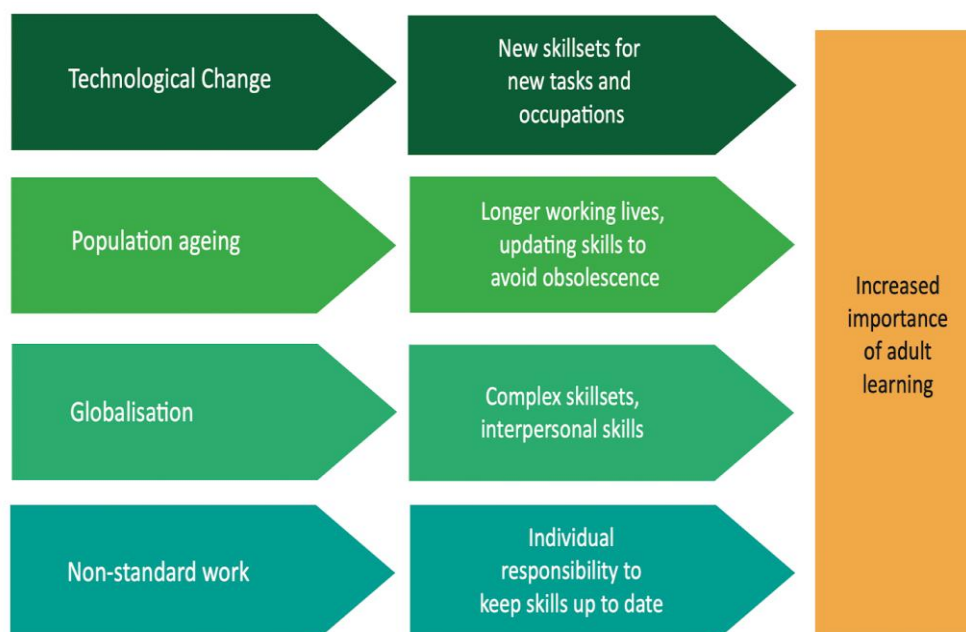 Technological Change
New skillsets for
new tasks and
occupations
Population ageing
Longer working lives,
updating skills to
avoid obsolescence
Globalisation
Complex skillsets,
interpersonal skills
Non-standard work
Individual
responsibility to
keep skills up to date
Increased
importance
of adult
learning